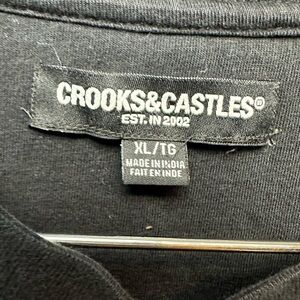 CROOKS&CASTLES®
EST. IN 2002
XL/TG
MADE IN INDIA
FAIT EN INDE